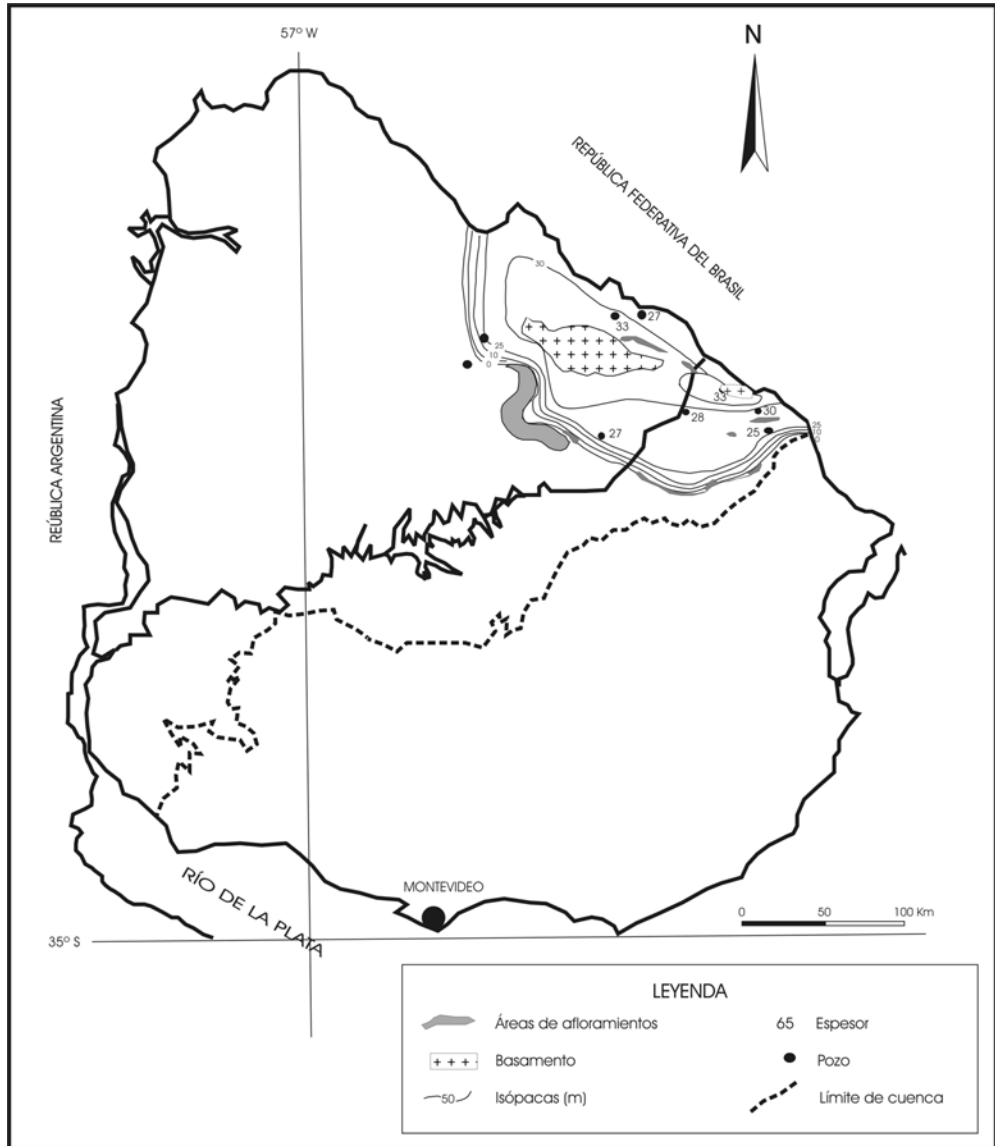 57º W
N
REPÚBLICA FEDERATIVA DEL BRASIL
REÚBLICA ARGENTINA
30
33
27
25
10
0
33
30
28
27
25
25
10
0
MONTEVIDEO
RÍO DE LA PLATA
0 50 100 Km
35º S
LEYENDA
Áreas de afloramientos
65 Espesor
Basamento
Pozo
50 Isópacas (m)
Límite de cuenca